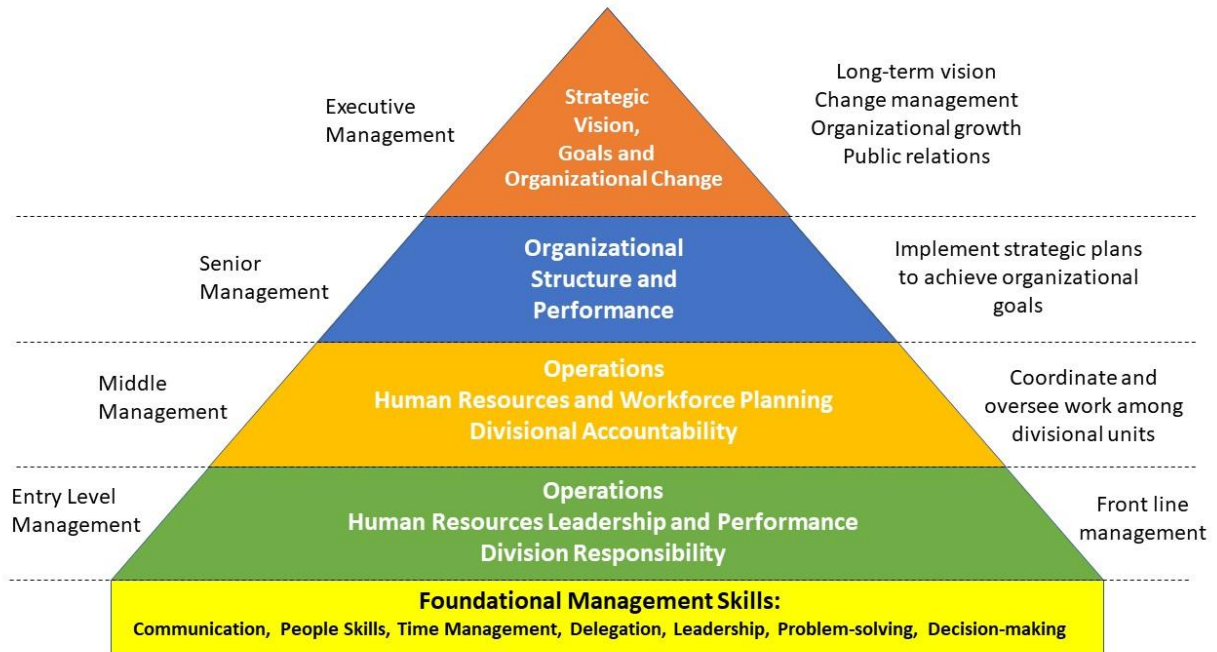 Executive
Management
Strategic
Vision,
Goals and
Organizational Change
Long-term vision
Change management
Organizational growth
Public relations
Senior
Management
Organizational
Structure and
Performance
Implement strategic plans
to achieve organizational
goals
Middle
Management
Operations
Human Resources and Workforce Planning
Divisional Accountability
Coordinate and
oversee work among
divisional units
Entry Level
Management
Operations
Human Resources Leadership and Performance
Division Responsibility
Front line
management
Foundational Management Skills:
Communication, People Skills, Time Management, Delegation, Leadership, Problem-solving, Decision-making